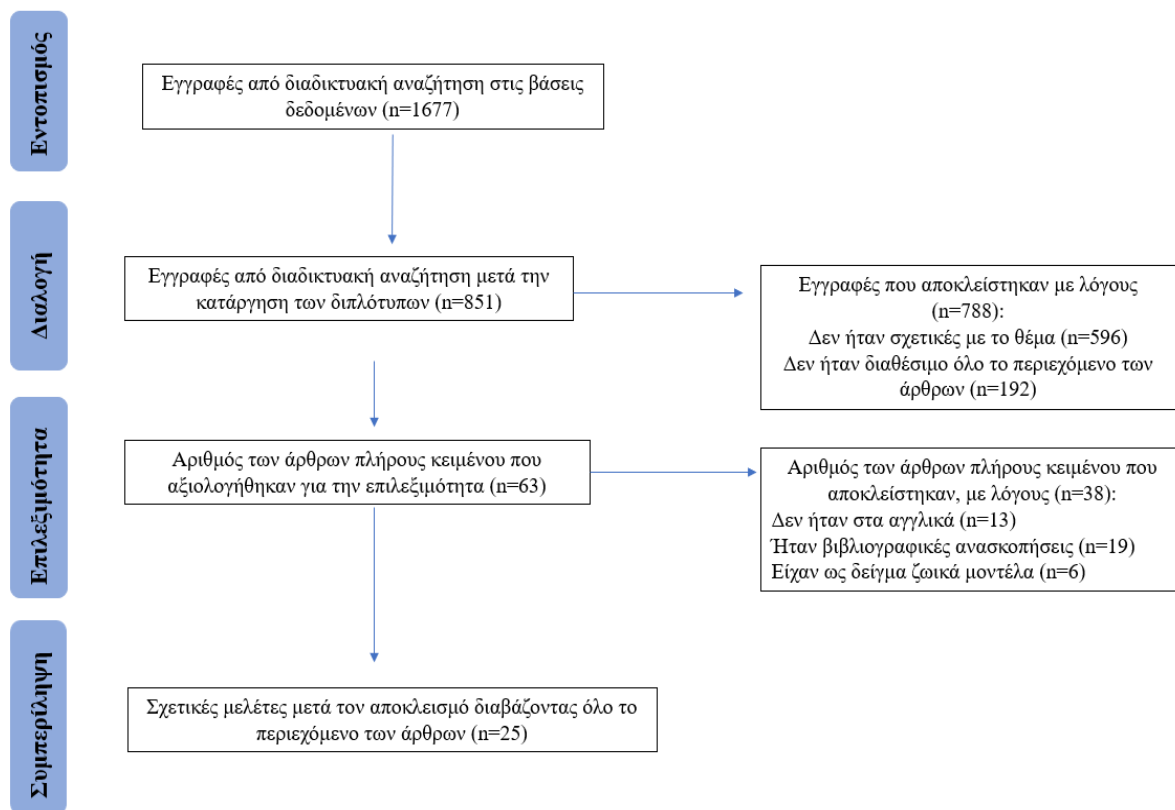 Εντοπισμός
Εγγραφές από διαδικτυακή αναζήτηση στις βάσεις
δεδομένων (n=1677)
Διαλογή
Εγγραφές από διαδικτυακή αναζήτηση μετά την
κατάργηση των διπλότυπων (n=851)
Εγγραφές που αποκλείστηκαν με λόγους
(n=788):
Δεν ήταν σχετικές με το θέμα (n=596)
Δεν ήταν διαθέσιμο όλο το περιεχόμενο των
άρθρων (n=192)
Επιλεξιμότητα
Αριθμός των άρθρων πλήρους κειμένου που
αξιολογήθηκαν για την επιλεξιμότητα (n=63)
Αριθμός των άρθρων πλήρους κειμένου που
αποκλείστηκαν, με λόγους (n=38):
Δεν ήταν στα αγγλικά (n=13)
Ήταν βιβλιογραφικές ανασκοπήσεις (n=19)
Είχαν ως δείγμα ζωικά μοντέλα (n=6)
Συμπερίληψη
Σχετικές μελέτες μετά τον αποκλεισμό διαβάζοντας όλο το
περιεχόμενο των άρθρων (n=25)